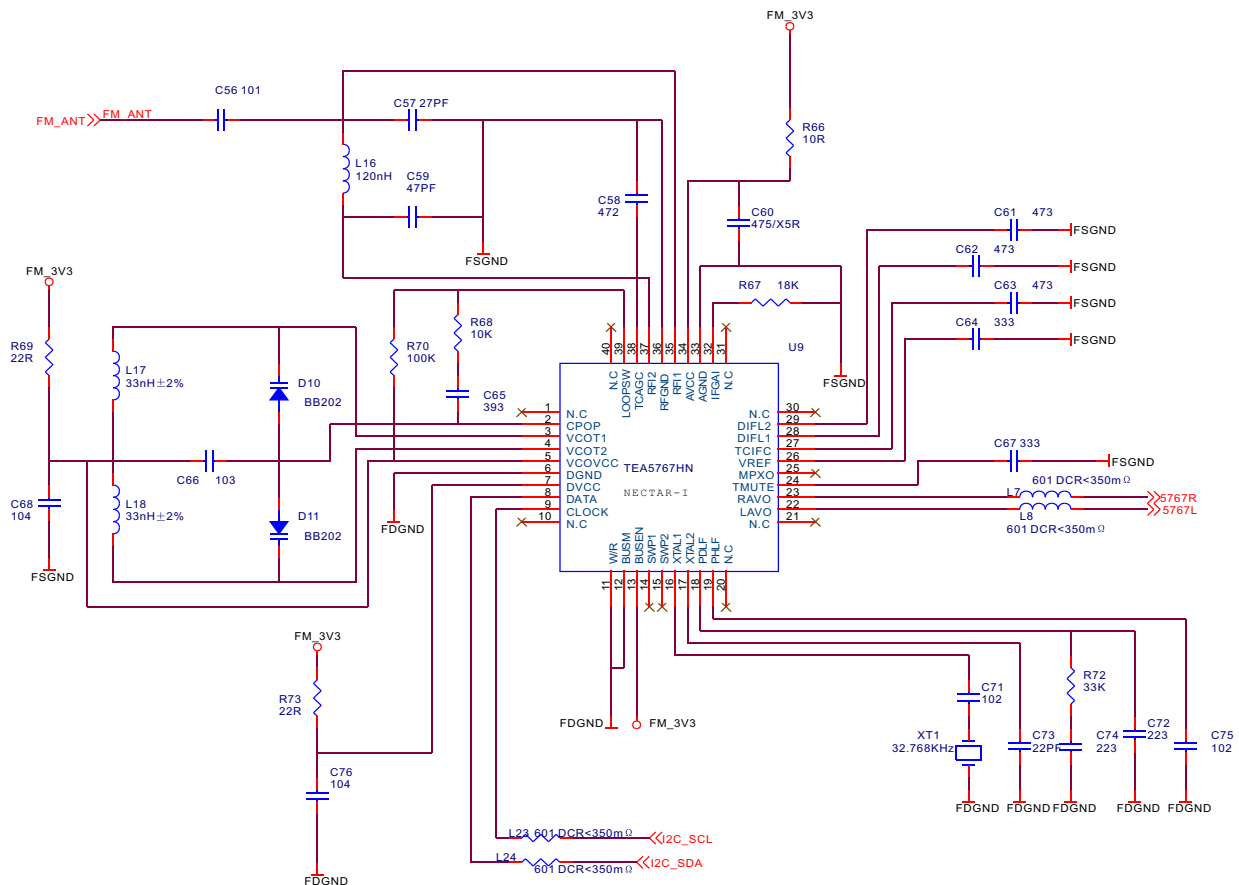 FM_3V3
C56 101
C57 27PF
FM_ANT
FM_ANT
R66
10R
L16
120nH
C59
47PF
C58
472
C60
475/X5R
C61 473
FSGND
C62 473
FSGND
C63 473
FSGND
C64 333
FSGND
FSGND
FM_3V3
R67 18K
R69
22R
R70
100K
R68
10K
U9
L17
33nH±2%
D10
BB202
C65
393
FSGND
40
39
38
37
36
35
34
33
32
31
N.C
LOOPSW
TCAGC
RFI2
RFGND
RFI1
AVCC
AGND
IFGA1
N.C
1 N.C
2 CPOP
3 VCOT1
4 VCOT2
5 VCOVCC
6 DGND
7 DVCC
8 DATA
9 CLOCK
10 N.C
N.C 30
DIFL2 29
DIFL1 28
TCIFC 27
VREF 26
MPXO 25
TMUTE 24
RAVO 23
LAVO 22
N.C 21
TEA5767HN
NECTAR-I
C67 333
FSGND
601 DCR<350mΩ
L7
5767R
5767L
L8
601 DCR<350mΩ
C66 103
C68
104
L18
33nH±2%
D11
BB202
FDGND
FSGND
W/R
BUSM
BUSEN
SWP1
SWP2
XTAL1
XTAL2
PDLF
PHLF
N.C
11
12
13
14
15
16
17
18
19
20
FM_3V3
R73
22R
FDGND
FM_3V3
C71
102
R72
33K
XT1
32.768KHz
C73
22PF
C74
223
C72
223
C75
102
C76
104
FDGND
FDGND
FDGND
FDGND
FDGND
L23 601 DCR<350mΩ
I2C_SCL
L24
601 DCR<350mΩ
I2C_SDA
FDGND